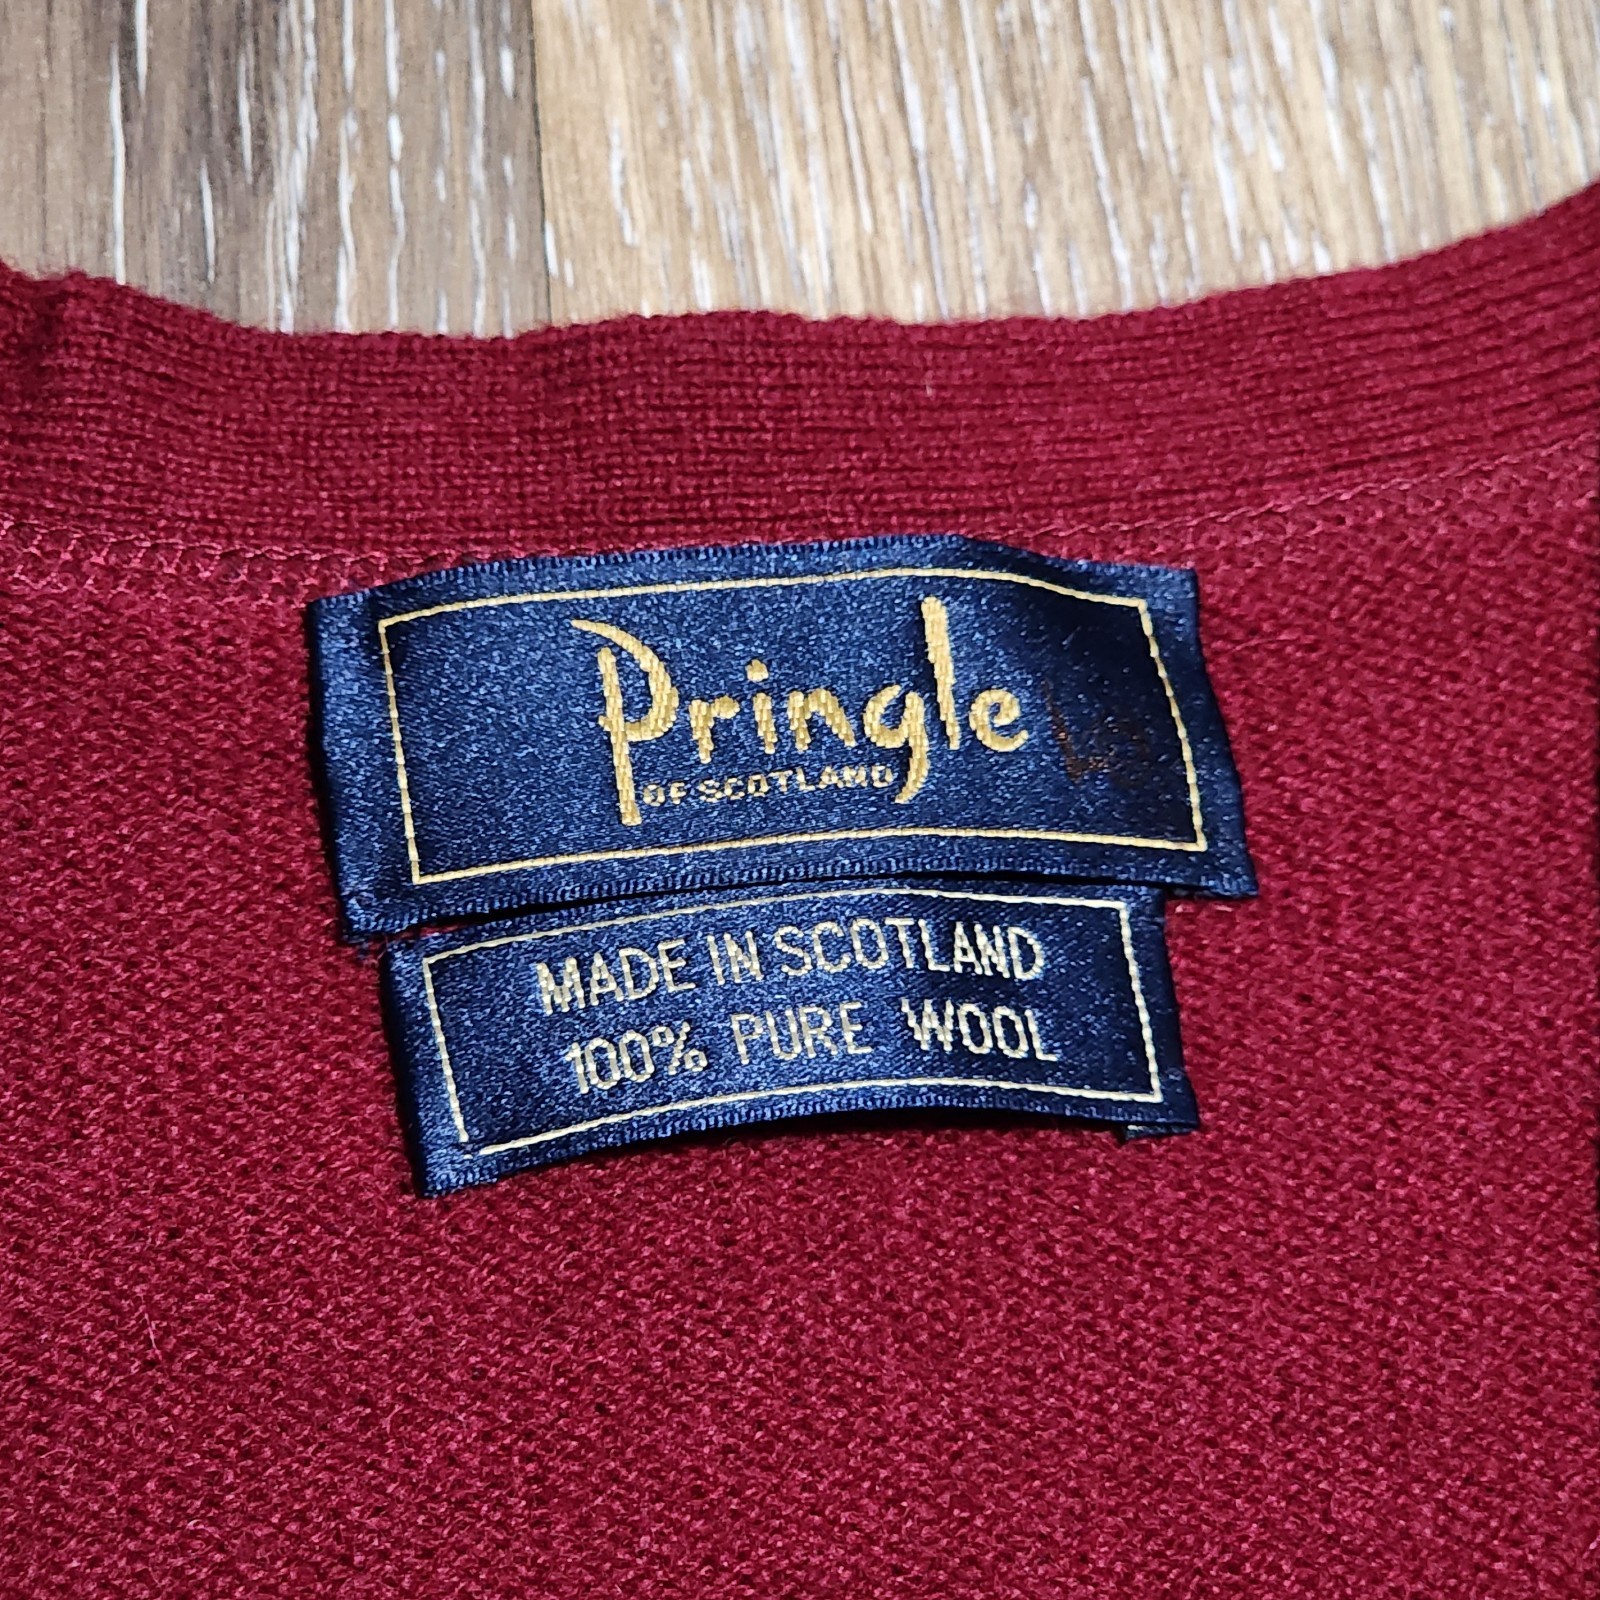 Pringle
OF SCOTLAND
MADE IN SCOTLAND
100% PURE WOOL